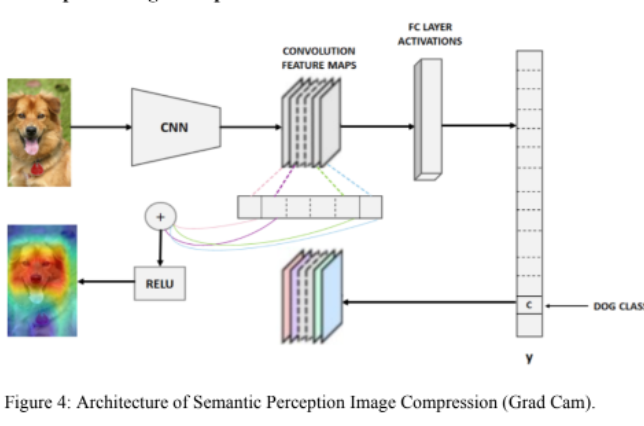 FC LAYER
ACTIVATIONS
CONVOLUTION
FEATURE MAPS
CNN
+
RELU
C
DOG CLAS
y
Figure 4: Architecture of Semantic Perception Image Compression (Grad Cam).